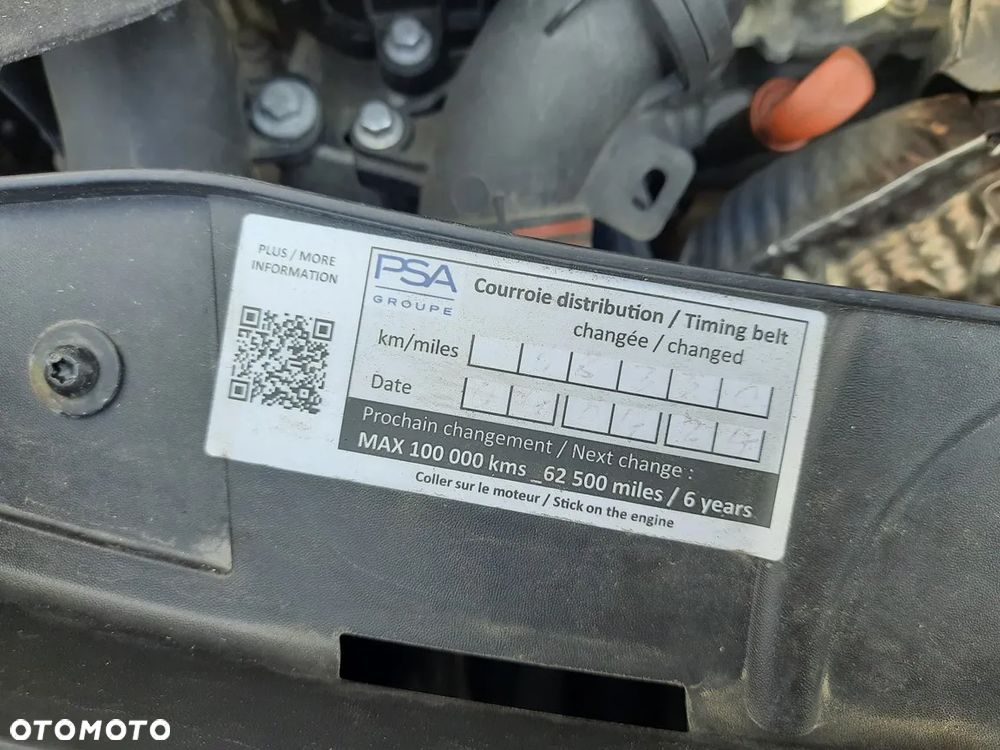 PLUS / MORE
INFORMATION
PSA
GROUPE
Courroie distribution / Timing belt
changée / changed
km/miles
Date
Prochain changement / Next change :
MAX 100 000 kms _62 500 miles / 6 years
Coller sur le moteur / Stick on the engine
OTOMOTO